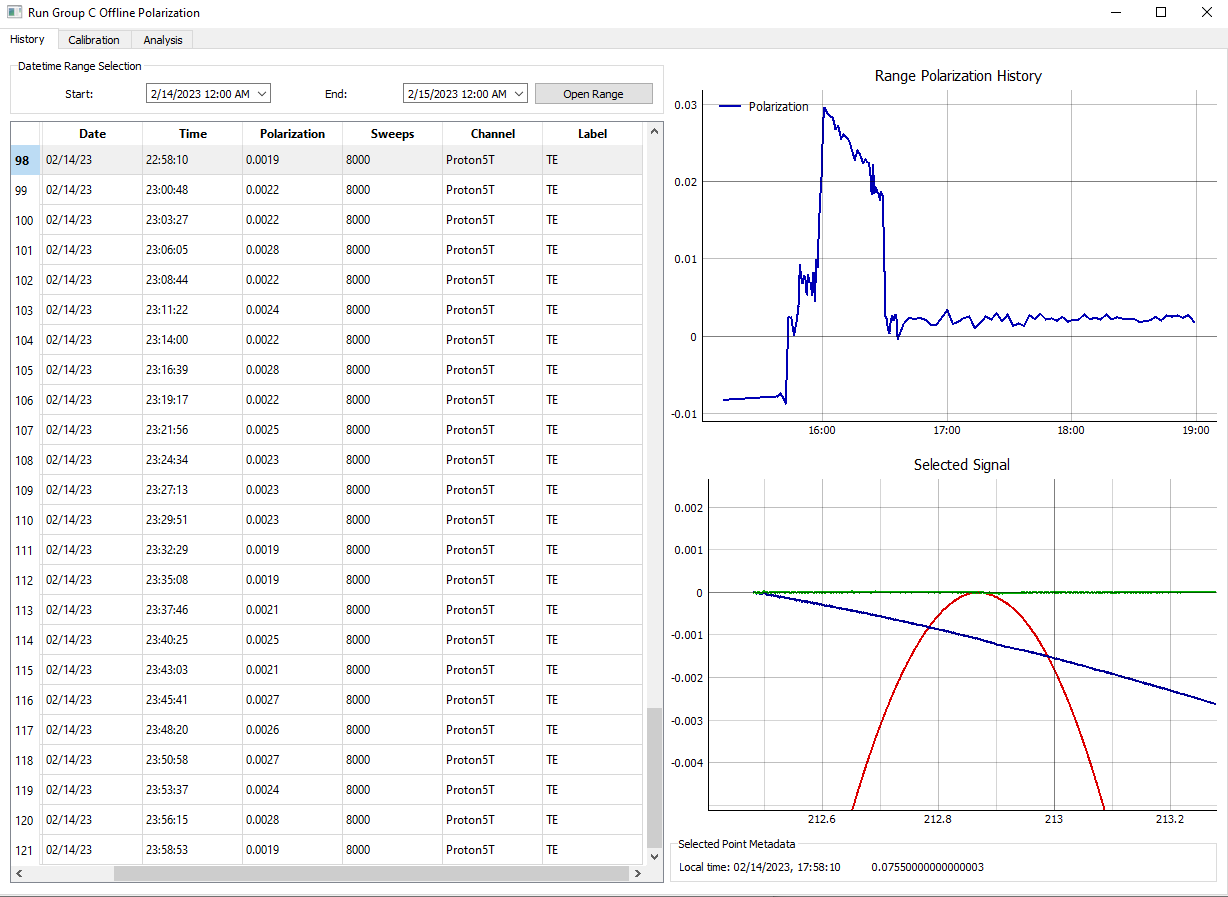 Run Group C Offline Polarization
History Calibration Analysis
Datetime Range Selection
Start: 2/14/2023 12:00 AM End: 2/15/2023 12:00 AM Open Range
Date Time Polarization Sweeps Channel Label
98 02/14/23 22:58:10 0.0019 8000 Proton5T TE
99 02/14/23 23:00:48 0.0022 8000 Proton5T TE
100 02/14/23 23:03:27 0.0022 8000 Proton5T TE
101 02/14/23 23:06:05 0.0028 8000 Proton5T TE
102 02/14/23 23:08:44 0.0022 8000 Proton5T TE
103 02/14/23 23:11:22 0.0024 8000 Proton5T TE
104 02/14/23 23:14:00 0.0022 8000 Proton5T TE
105 02/14/23 23:16:39 0.0028 8000 Proton5T TE
106 02/14/23 23:19:17 0.0022 8000 Proton5T TE
107 02/14/23 23:21:56 0.0025 8000 Proton5T TE
108 02/14/23 23:24:34 0.0023 8000 Proton5T TE
109 02/14/23 23:27:13 0.0023 8000 Proton5T TE
110 02/14/23 23:29:51 0.0023 8000 Proton5T TE
111 02/14/23 23:32:29 0.0019 8000 Proton5T TE
112 02/14/23 23:35:08 0.0019 8000 Proton5T TE
113 02/14/23 23:37:46 0.0021 8000 Proton5T TE
114 02/14/23 23:40:25 0.0025 8000 Proton5T TE
115 02/14/23 23:43:03 0.0021 8000 Proton5T TE
116 02/14/23 23:45:41 0.0027 8000 Proton5T TE
117 02/14/23 23:48:20 0.0026 8000 Proton5T TE
118 02/14/23 23:50:58 0.0027 8000 Proton5T TE
119 02/14/23 23:53:37 0.0024 8000 Proton5T TE
120 02/14/23 23:56:15 0.0028 8000 Proton5T TE
121 02/14/23 23:58:53 0.0019 8000 Proton5T TE
Range Polarization History
Polarization
0.03
0.02
0.01
0
-0.01
16:00 17:00 18:00 19:00
Selected Signal
0.002
0.001
0
-0.001
-0.002
-0.003
-0.004
212.6 212.8 213 213.2
Selected Point Metadata
Local time: 02/14/2023, 17:58:10 0.07550000000000003